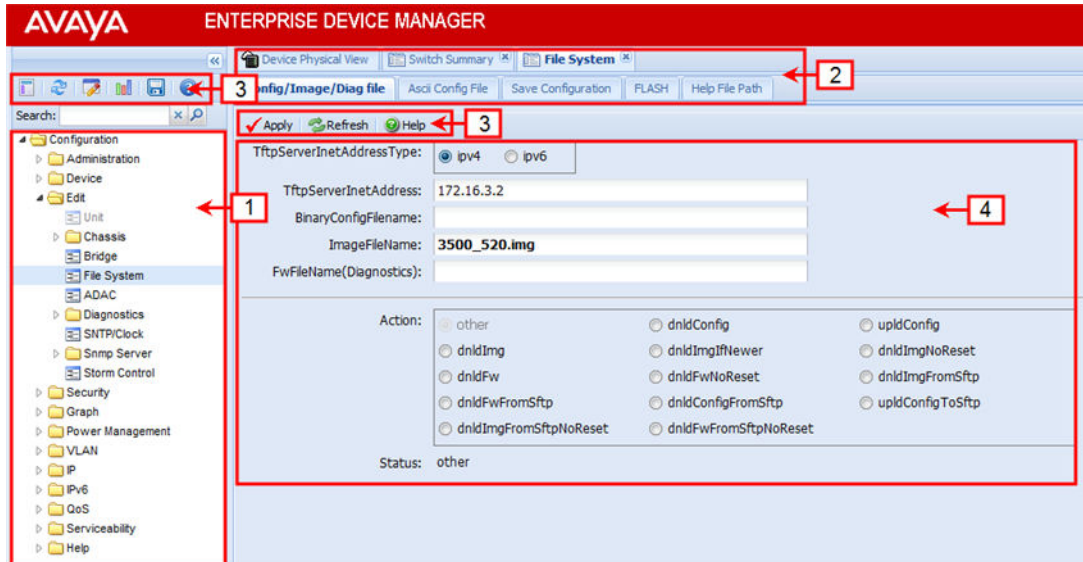 AVAYA ENTERPRISE DEVICE MANAGER
Device Physical View Switch Summary File System
2
3
onfig/Image/Diag file Ascii Config File Save Configuration FLASH Help File Path
Search:
Apply Refresh Help
3
Configuration
Administration
Device
Edit
Unit
Chassis
Bridge
File System
ADAC
Diagnostics
SNTP/Clock
Snmp Server
Storm Control
Security
Graph
Power Management
VLAN
IP
IPv6
QoS
Serviceability
Help
1
TftpServerInetAddressType: ipv4 ipv6
TftpServerInetAddress: 172.16.3.2
BinaryConfigFilename:
ImageFileName: 3500_520.img
FwFileName(Diagnostics):
4
Action: other dnldConfig upldConfig
dnldImg dnldImgIfNewer dnldImgNoReset
dnldFw dnldFwNoReset dnldImgFromSftp
dnldFwFromSftp dnldConfigFromSftp upldConfigToSftp
dnldImgFromSftpNoReset dnldFwFromSftpNoReset
Status: other